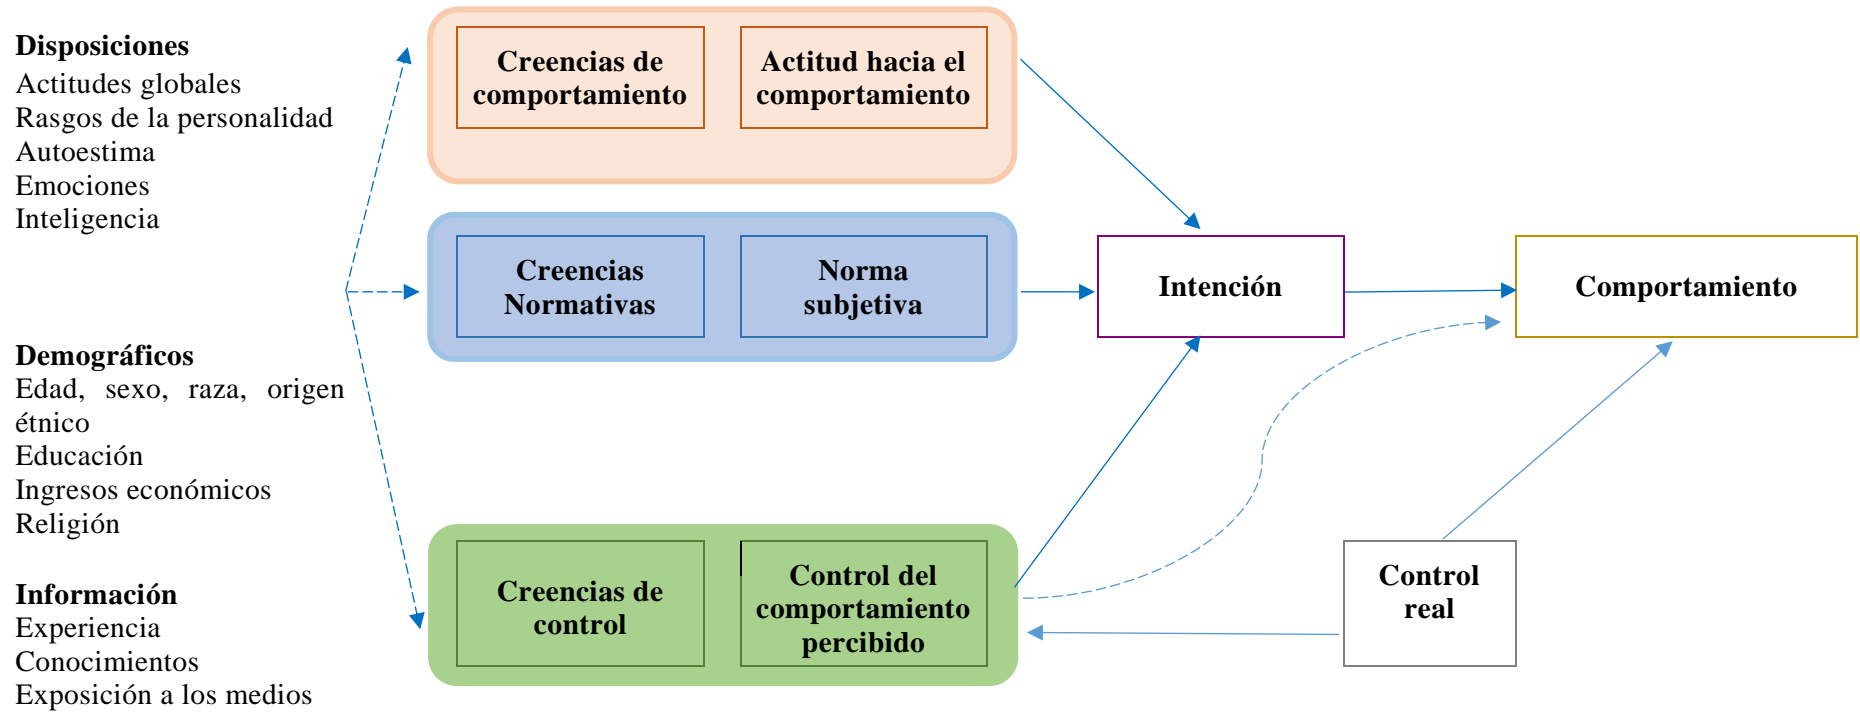 Disposiciones
Actitudes globales
Rasgos de la personalidad
Autoestima
Emociones
Inteligencia
Demográficos
Edad, sexo, raza, origen
étnico
Educación
Ingresos económicos
Religión
Información
Experiencia
Conocimientos
Exposición a los medios
Creencias de
comportamiento
Actitud hacia el
comportamiento
Creencias
Normativas
Norma
subjetiva
Creencias de
control
Control del
comportamiento
percibido
Intención
Comportamiento
Control
real